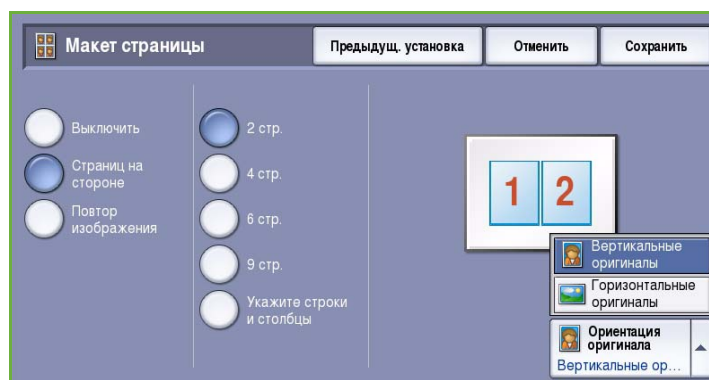 Макет страницы
Предыдущ. установка
Отменить
Сохранить
Выключить
Страниц на
стороне
Повтор
изображения
2 стр.
4 стр.
6 стр.
9 стр.
Укажите строки
и столбцы
1 2
Вертикальные
оригиналы
Горизонтальные
оригиналы
Ориентация
оригинала
Вертикальные ор...